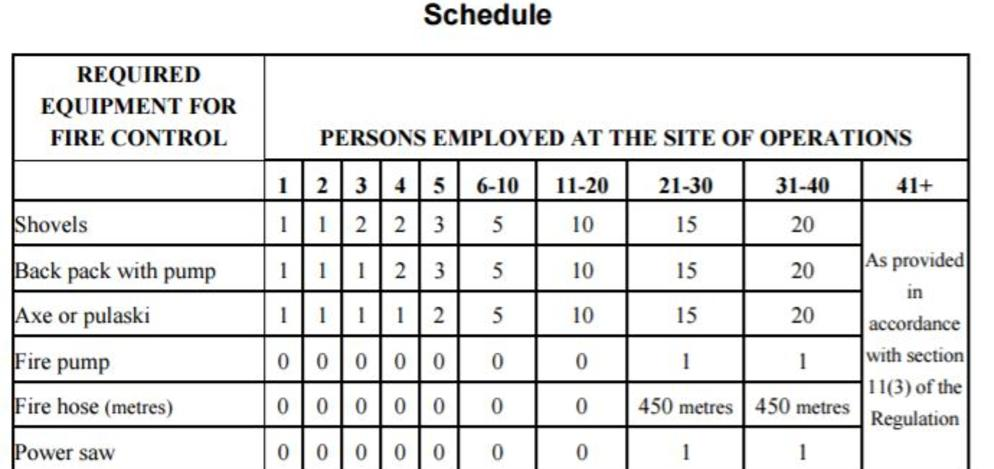 Schedule
REQUIRED
EQUIPMENT FOR
FIRE CONTROL
PERSONS EMPLOYED AT THE SITE OF OPERATIONS
1 2 3 4 5 6-10 11-20 21-30 31-40 41+
Shovels 1 1 2 2 3 5 10 15 20
Back pack with pump 1 1 1 2 3 5 10 15 20
Axe or pulaski 1 1 1 1 2 5 10 15 20
Fire pump 0 0 0 0 0 0 0 1 1
Fire hose (metres) 0 0 0 0 0 0 0 450 metres 450 metres
Power saw 0 0 0 0 0 0 0 1 1
As provided
in
accordance
with section
11(3) of the
Regulation